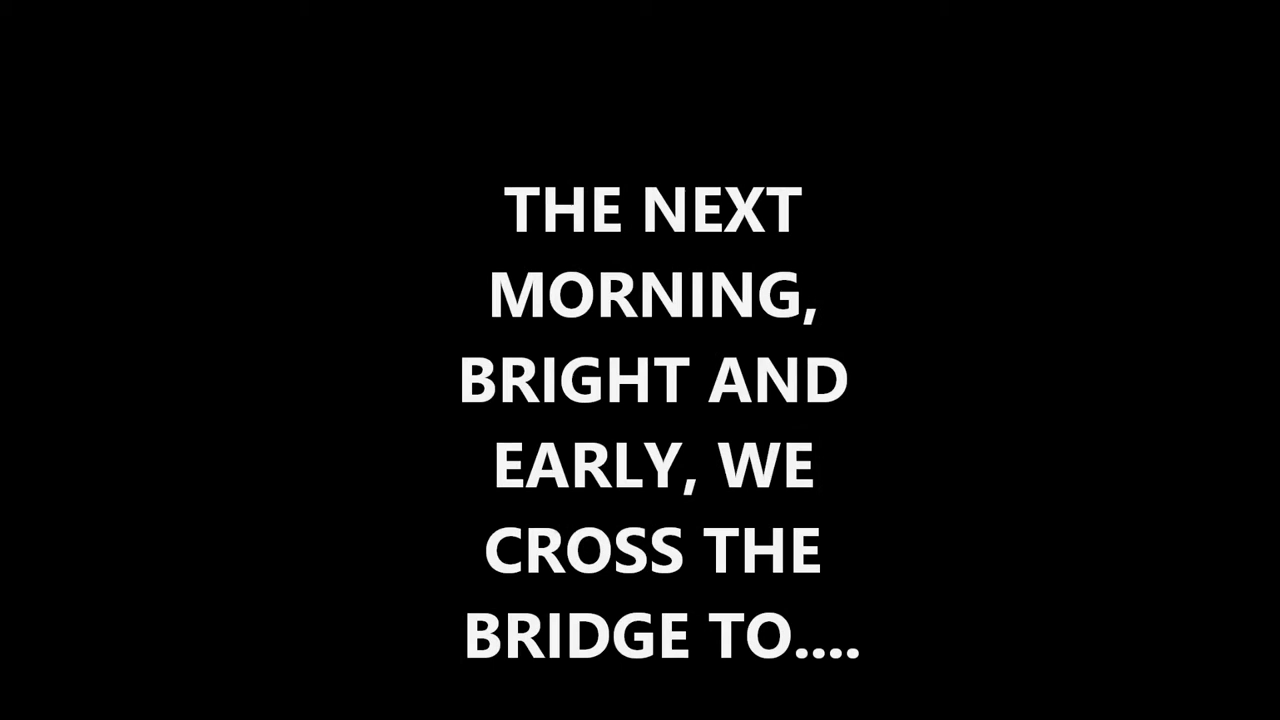 THE NEXT
MORNING,
BRIGHT AND
EARLY, WE
CROSS THE
BRIDGE TO....